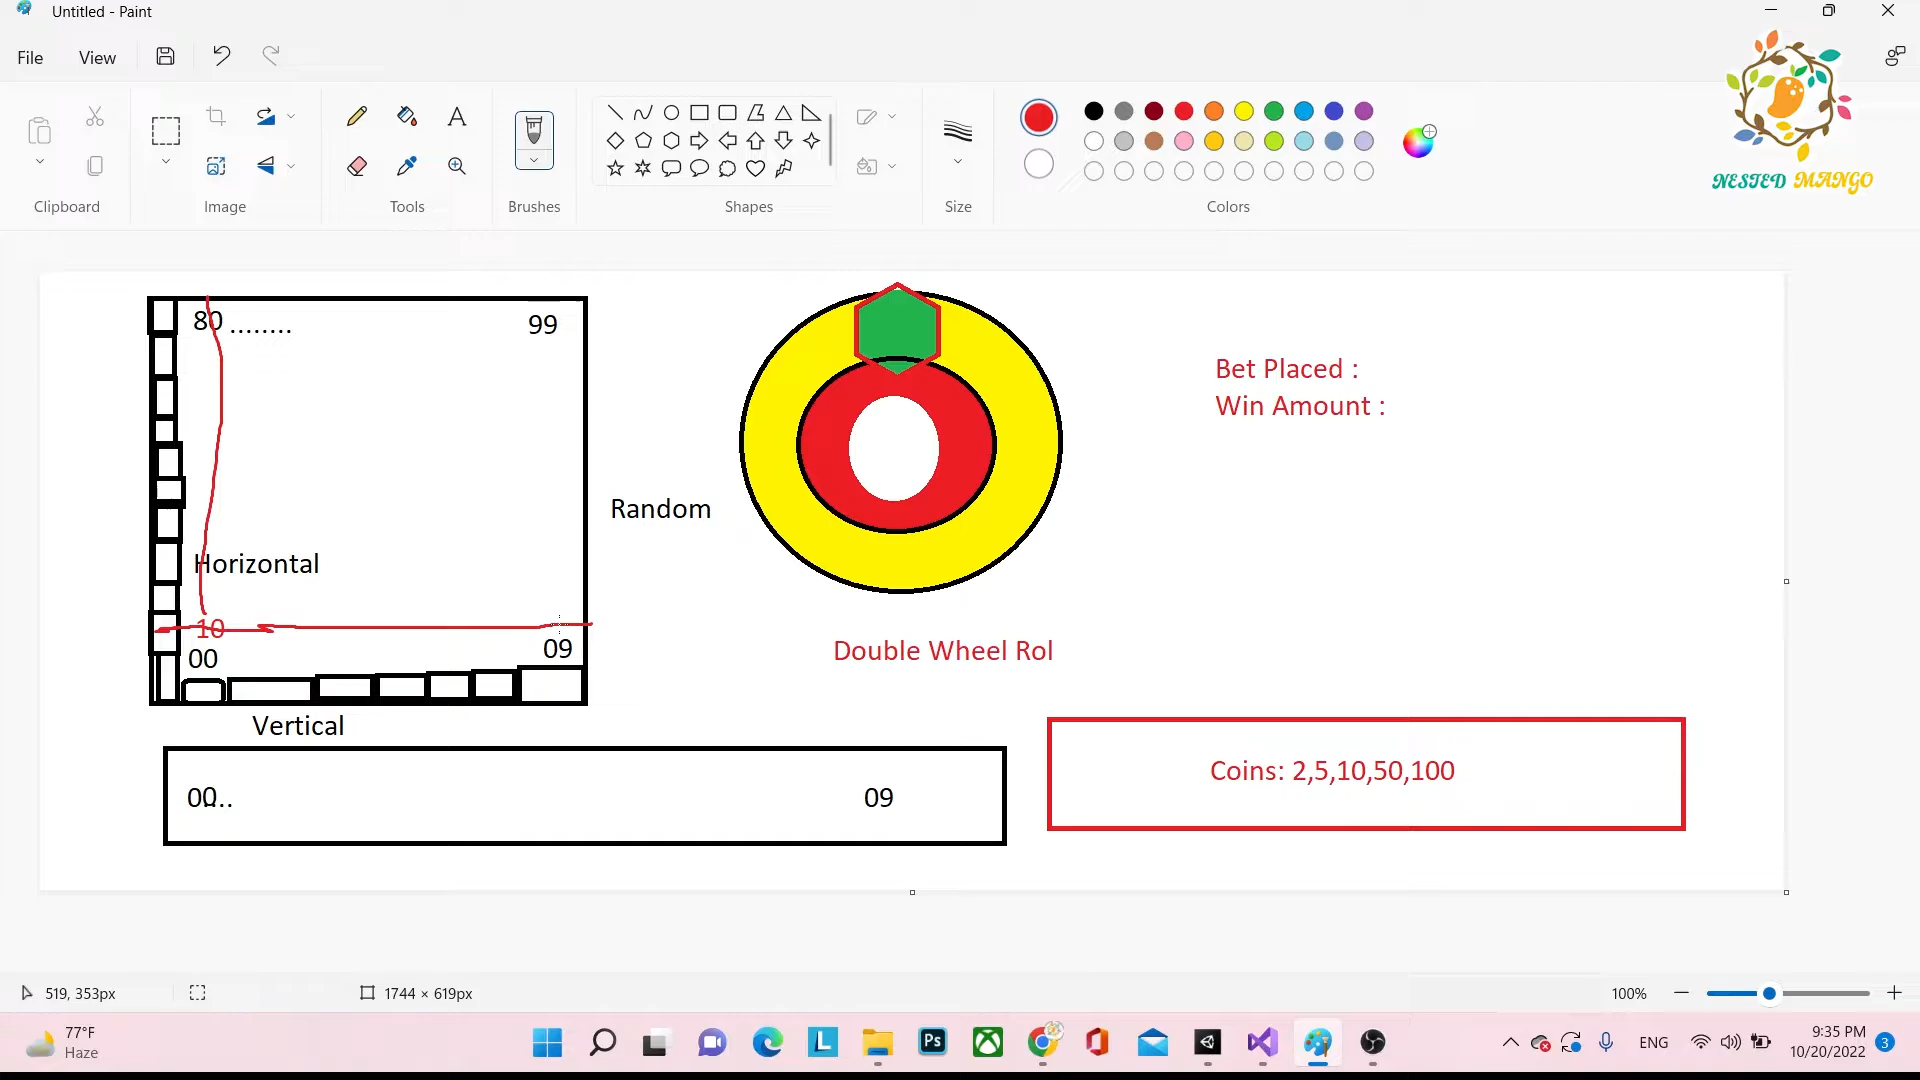 Untitled - Paint
File View
NESTED MANGO
Clipboard Image Tools Brushes Shapes Size Colors
80 ........ 99
Bet Placed :
Win Amount :
Random
Horizontal
10
00 09
Double Wheel Rol
Vertical
Coins: 2,5,10,50,100
00... 09
519, 353px 1744 × 619px 100%
77°F
Haze
ENG
9:35 PM
10/20/2022
3
L
Ps